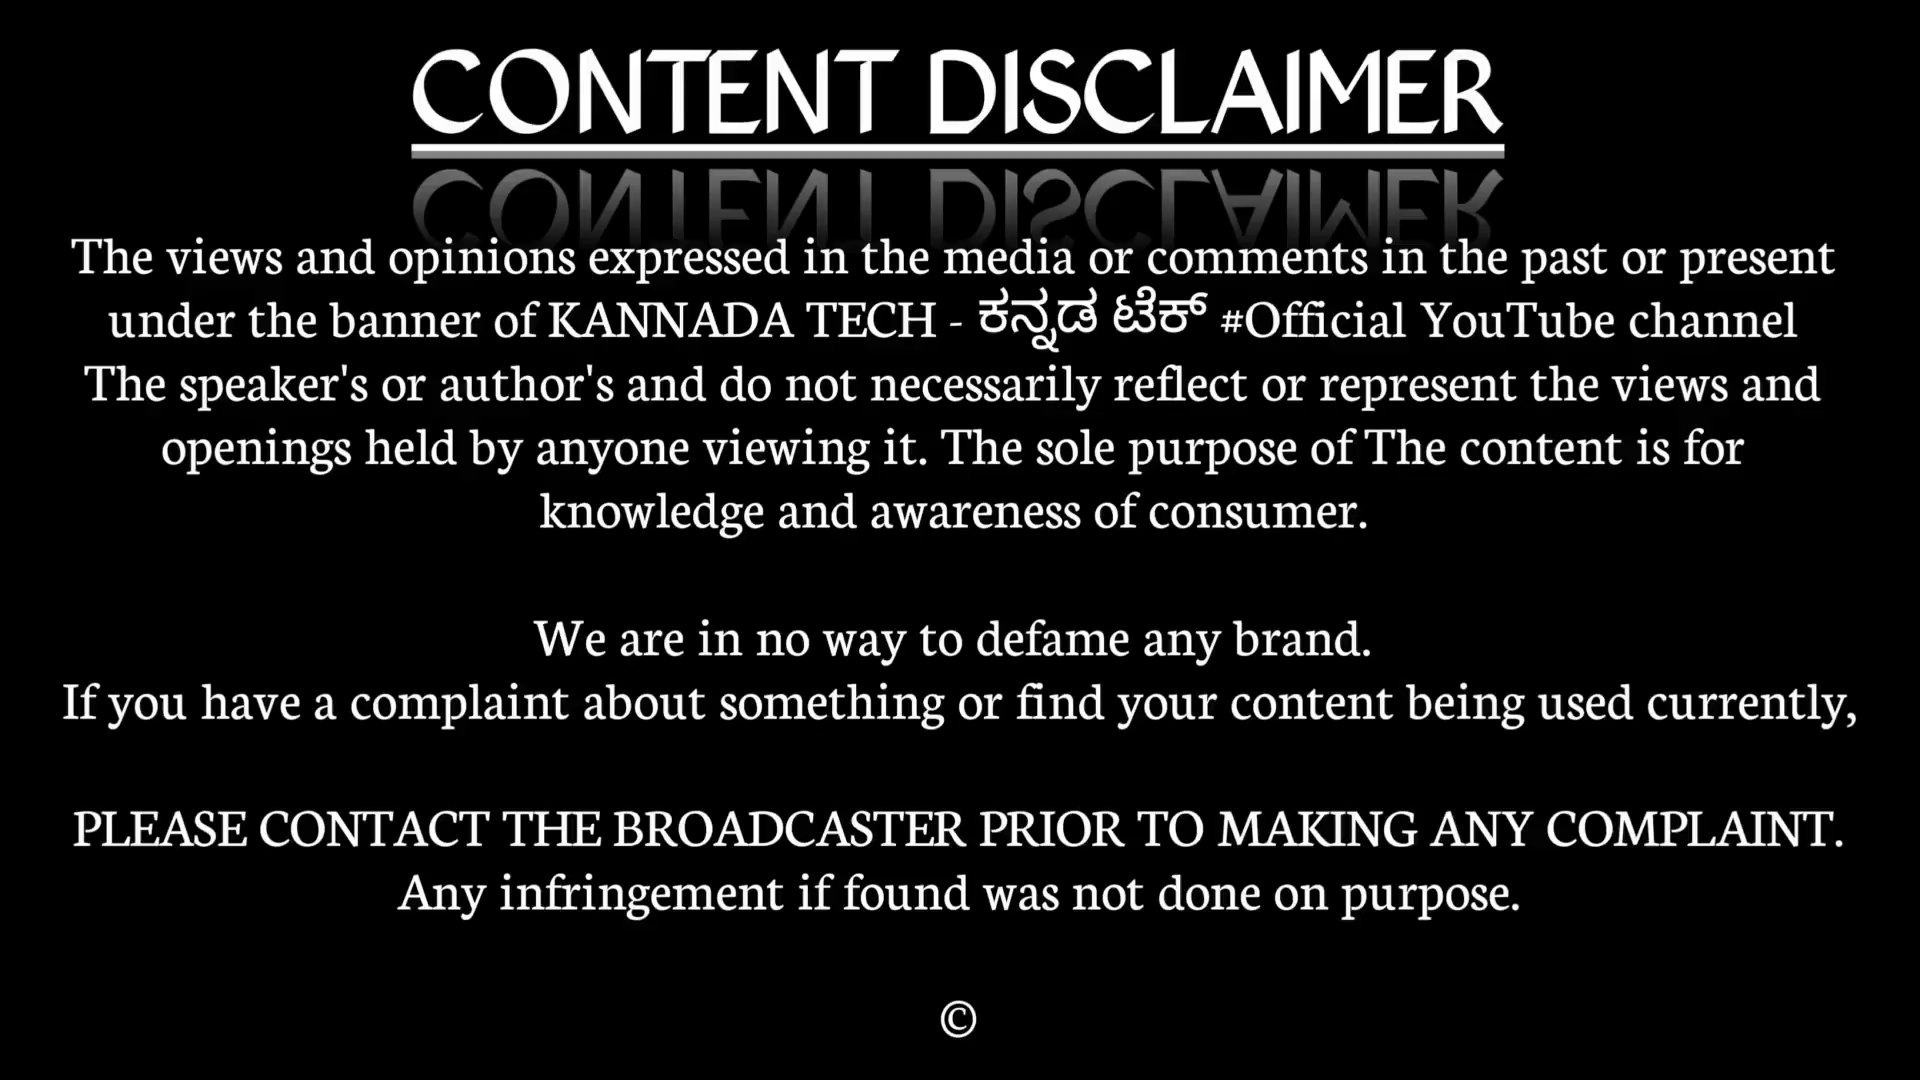 CONTENT DISCLAIMER
The views and opinions expressed in the media or comments in the past or present
under the banner of KANNADA TECH - ಕನ್ನಡ ಟೆಕ್ #Official YouTube channel
The speaker's or author's and do not necessarily reflect or represent the views and
openings held by anyone viewing it. The sole purpose of The content is for
knowledge and awareness of consumer.
We are in no way to defame any brand.
If you have a complaint about something or find your content being used currently,
PLEASE CONTACT THE BROADCASTER PRIOR TO MAKING ANY COMPLAINT.
Any infringement if found was not done on purpose.
©